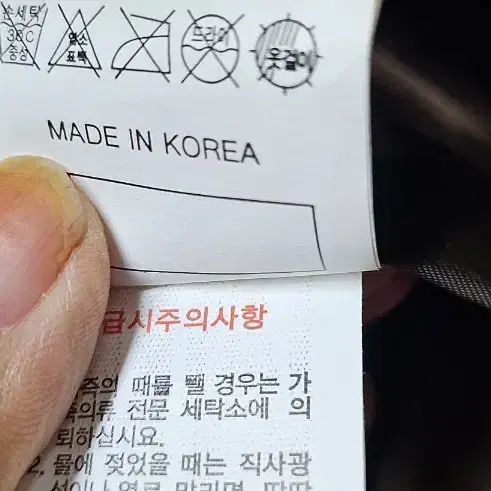 손세탁
30℃
중성
염소
표백
드라이
옷걸이
MADE IN KOREA
급시주의사항
죽의 때를 뺄 경우는 가
죽의류 전문 세탁소에 의
뢰하십시요.
2. 물에 젖었을 때는 직사광